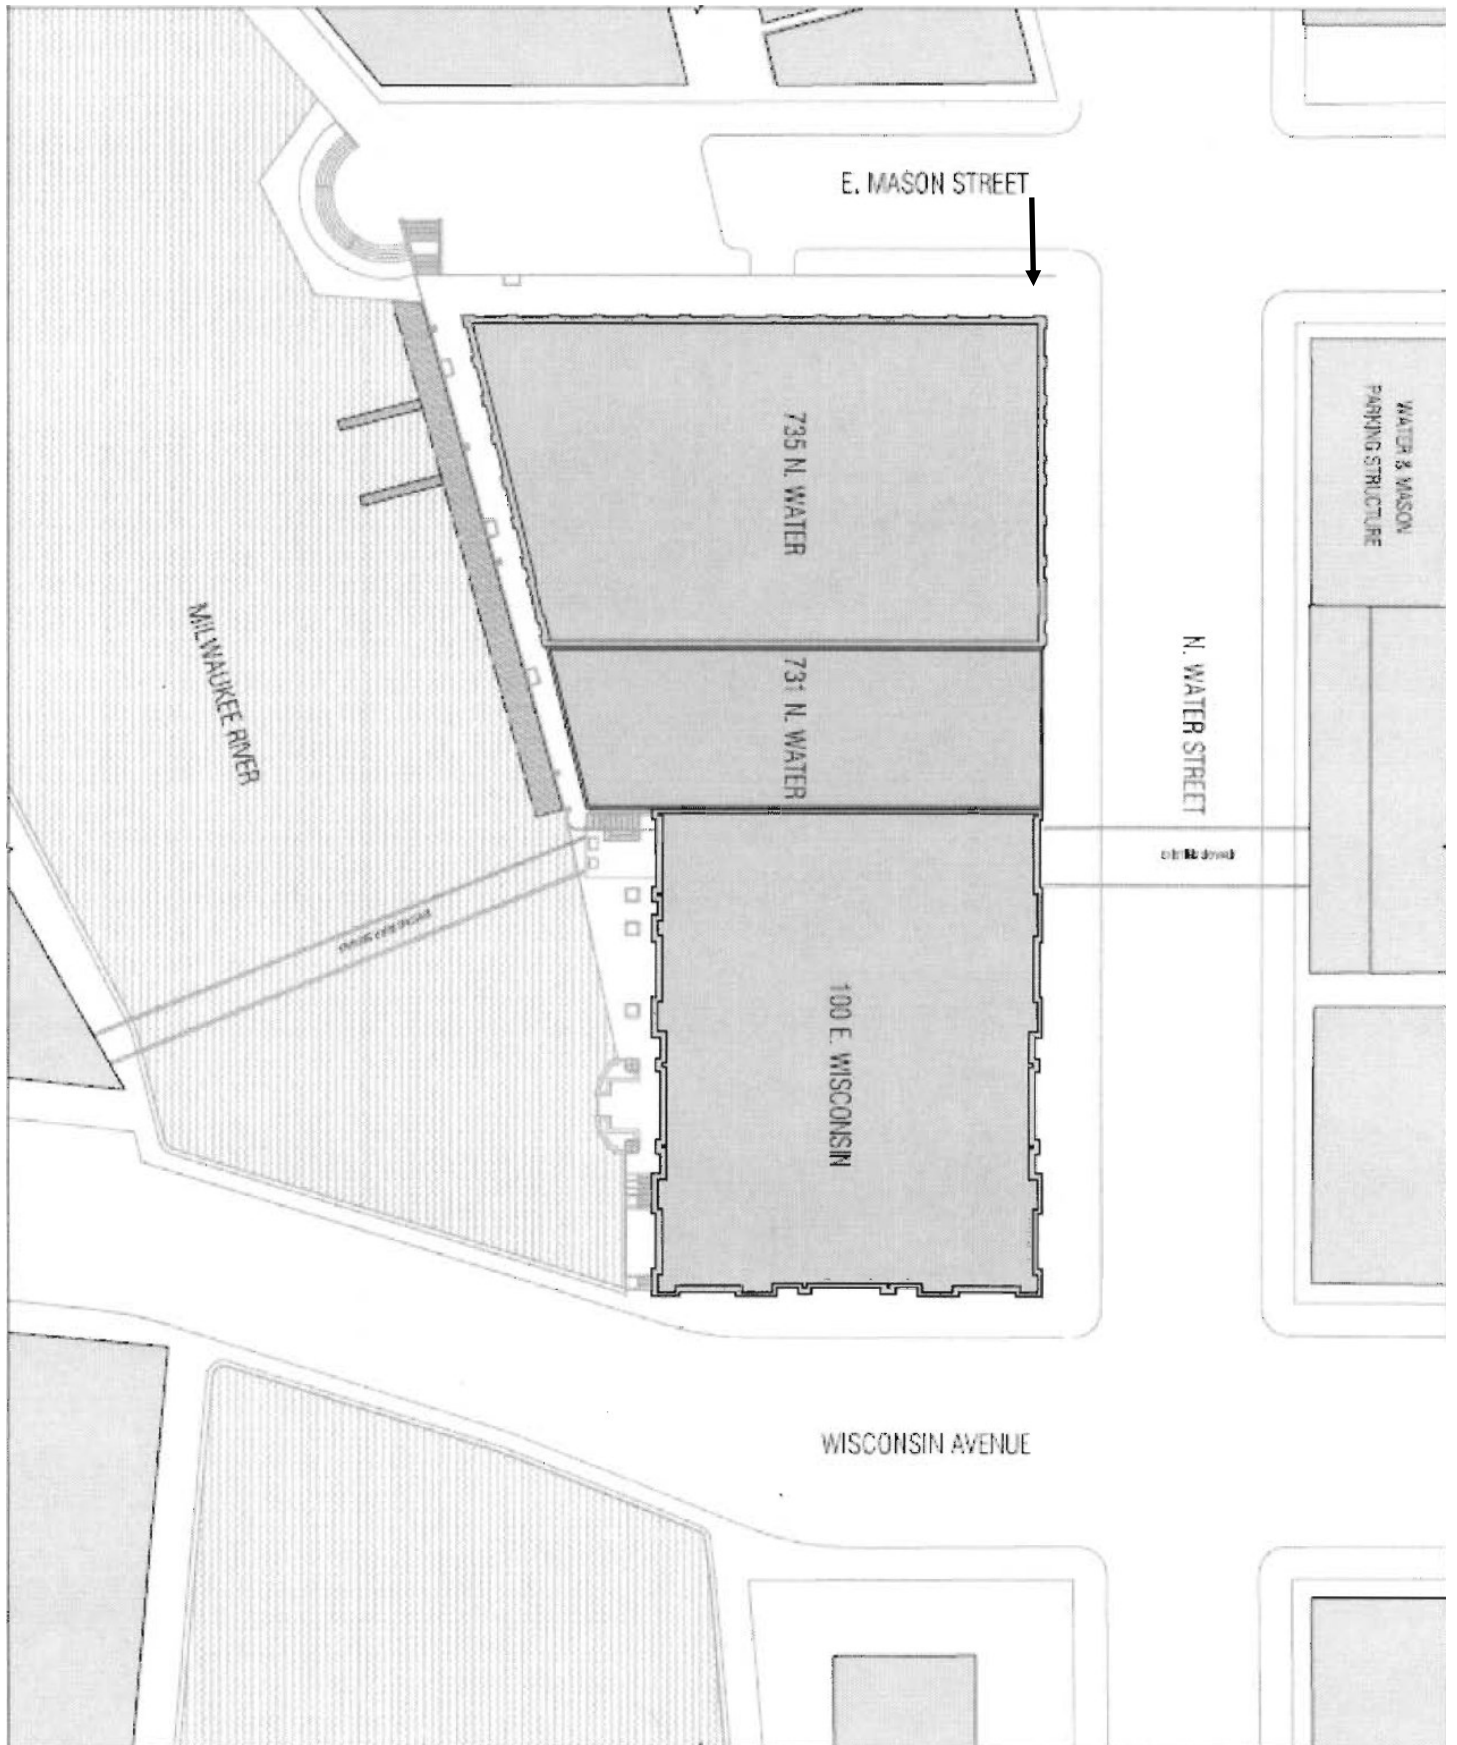 E. MASON STREET
WATER & MASON
PARKING STRUCTURE
735 N. WATER
MILWAUKEE RIVER
N. WATER STREET
731 N. WATER
100 E. WISCONSIN
WISCONSIN AVENUE